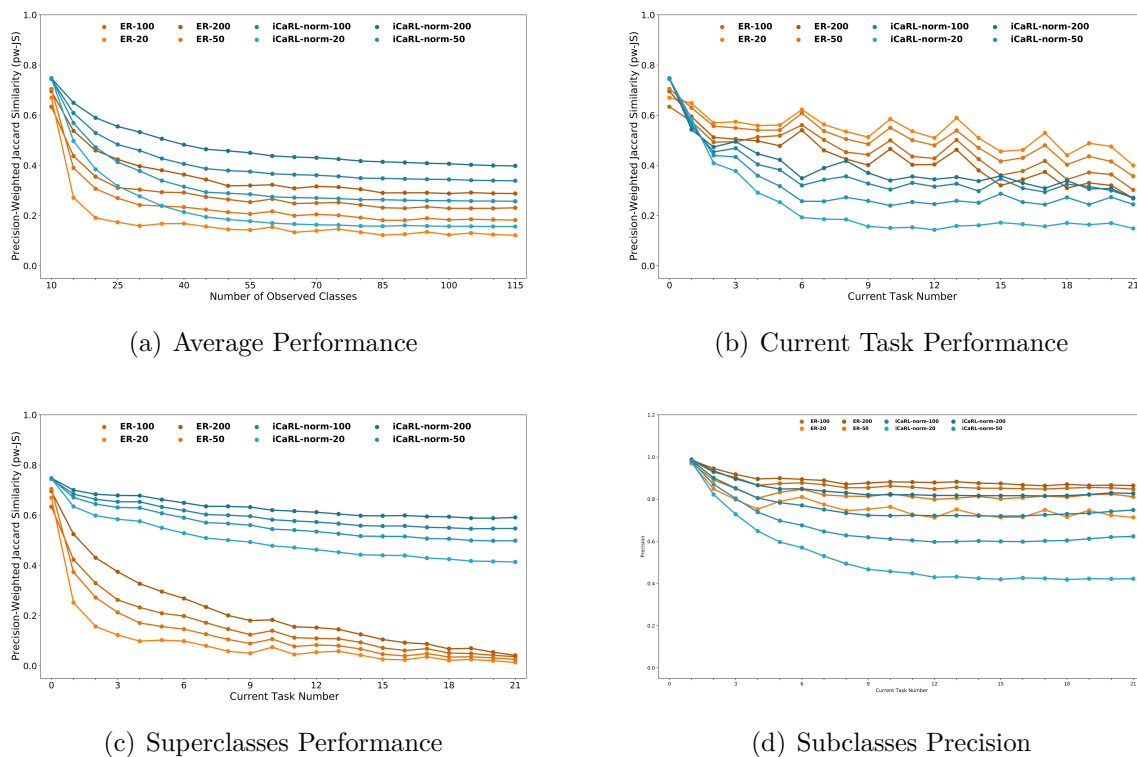 ER-100 ER-200 iCaRL-norm-100 iCaRL-norm-200
ER-20 ER-50 iCaRL-norm-20 iCaRL-norm-50
Precision-Weighted Jaccard Similarity (pw-JS)
1.0
0.8
0.6
0.4
0.2
0.0
10 25 40 55 70 85 100 115
Number of Observed Classes
(a) Average Performance
ER-100 ER-200 iCaRL-norm-100 iCaRL-norm-200
ER-20 ER-50 iCaRL-norm-20 iCaRL-norm-50
Precision-Weighted Jaccard Similarity (pw-JS)
1.0
0.8
0.6
0.4
0.2
0.0
0 3 6 9 12 15 18 21
Current Task Number
(b) Current Task Performance
ER-100 ER-200 iCaRL-norm-100 iCaRL-norm-200
ER-20 ER-50 iCaRL-norm-20 iCaRL-norm-50
Precision-Weighted Jaccard Similarity (pw-JS)
1.0
0.8
0.6
0.4
0.2
0.0
0 3 6 9 12 15 18 21
Current Task Number
(c) Superclasses Performance
ER-100 ER-200 iCaRL-norm-100 iCaRL-norm-200
ER-20 ER-50 iCaRL-norm-20 iCaRL-norm-50
Precision
1.2
1.0
0.8
0.6
0.4
0.2
0.0
0 3 6 9 12 15 18 21
Current Task Number
(d) Subclasses Precision